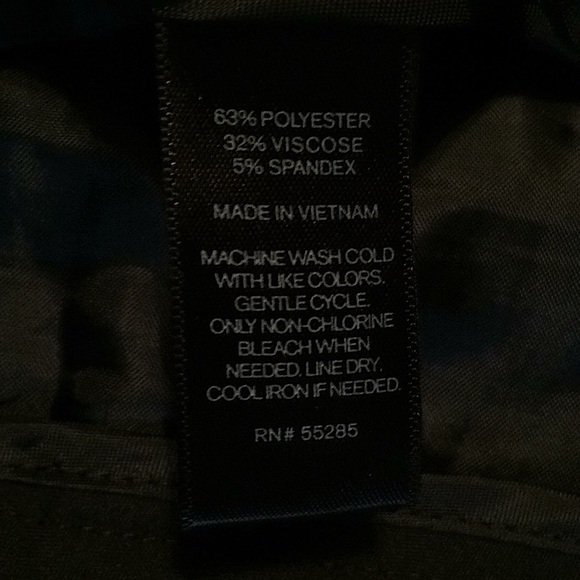 63% POLYESTER
32% VISCOSE
5% SPANDEX
MADE IN VIETNAM
MACHINE WASH COLD
WITH LIKE COLORS.
GENTLE CYCLE.
ONLY NON-CHLORINE
BLEACH WHEN
NEEDED. LINE DRY.
COOL IRON IF NEEDED.
RN# 55285